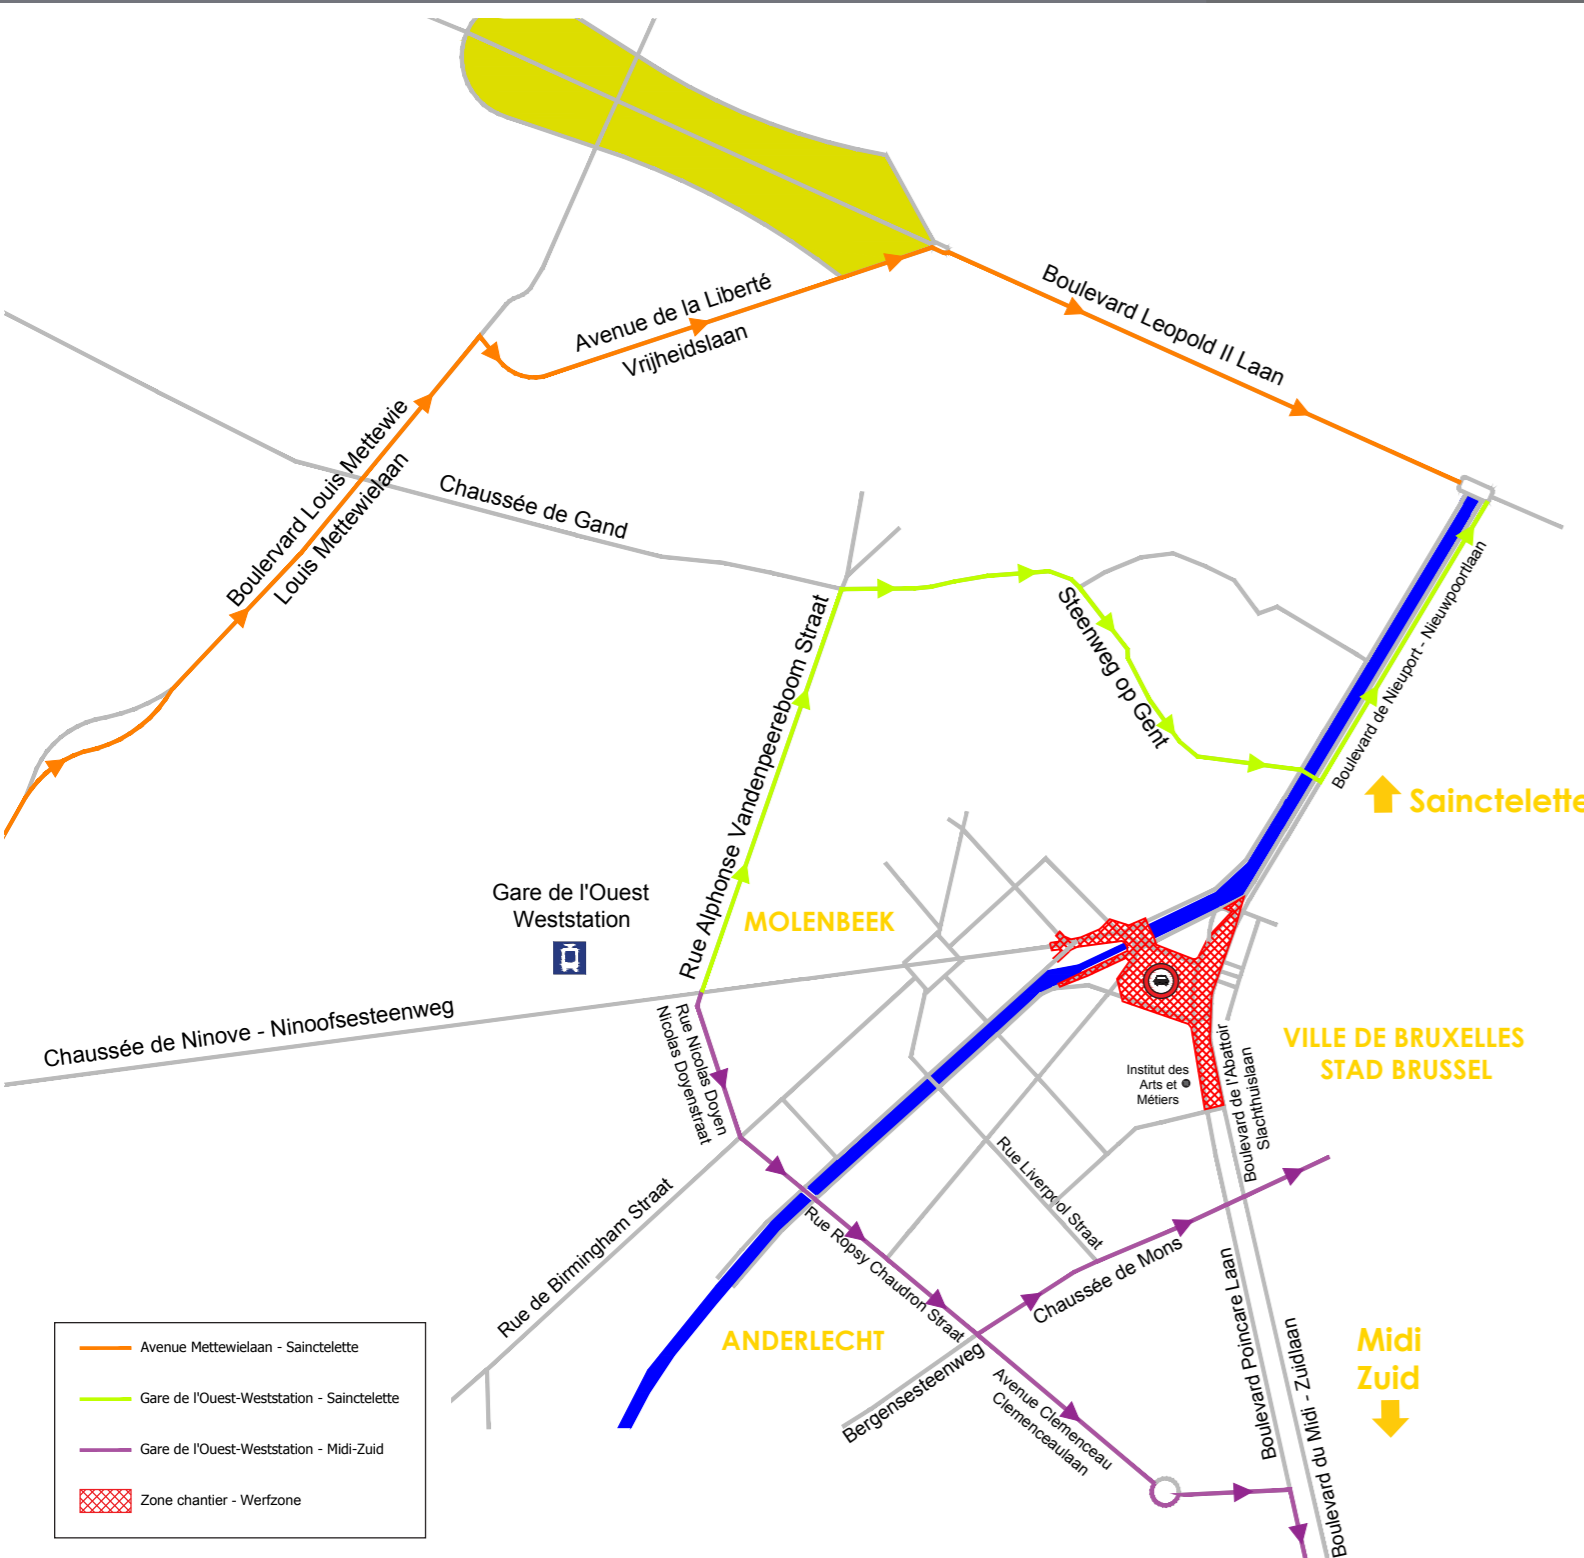 Boulevard Leopold II Laan
Avenue de la Liberté
Vrijheidslaan
Boulervard Louis Mettewie
Louis Mettewielaan
Chaussée de Gand
Steenweg op Gent
Boulevard de Nieuport - Nieuwpoortlaan
Rue Alphonse Vandenpeereboom Straat
Sainctelette
Gare de l'Ouest
Weststation
MOLENBEEK
Chaussée de Ninove - Ninoofsesteenweg
Rue Nicolas Doyen
Nicolas Doyenstraat
VILLE DE BRUXELLES
STAD BRUSSEL
Institut des
Arts et
Métiers
Boulevard de l'Abattoir
Slachthuislaan
Rue Liverpool Straat
Rue de Birmingham Straat
Rue Ropsy Chaudron Straat
Chaussée de Mons
Bergensesteenweg
ANDERLECHT
Avenue Clemenceau
Clemenceaulaan
Boulevard Poincare Laan
Boulevard du Midi - Zuidlaan
Midi
Zuid
Avenue Mettewielaan - Sainctelette
Gare de l'Ouest-Weststation - Sainctelette
Gare de l'Ouest-Weststation - Midi-Zuid
Zone chantier - Werfzone